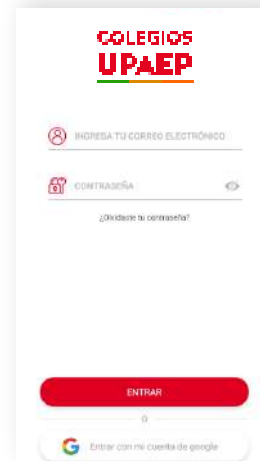 COLEGIOS
UPAEP
INGRESA TU CORREO ELECTRÓNICO
CONTRASEÑA
¿Olvidaste tu contraseña?
ENTRAR
O
Entrar con mi cuenta de google